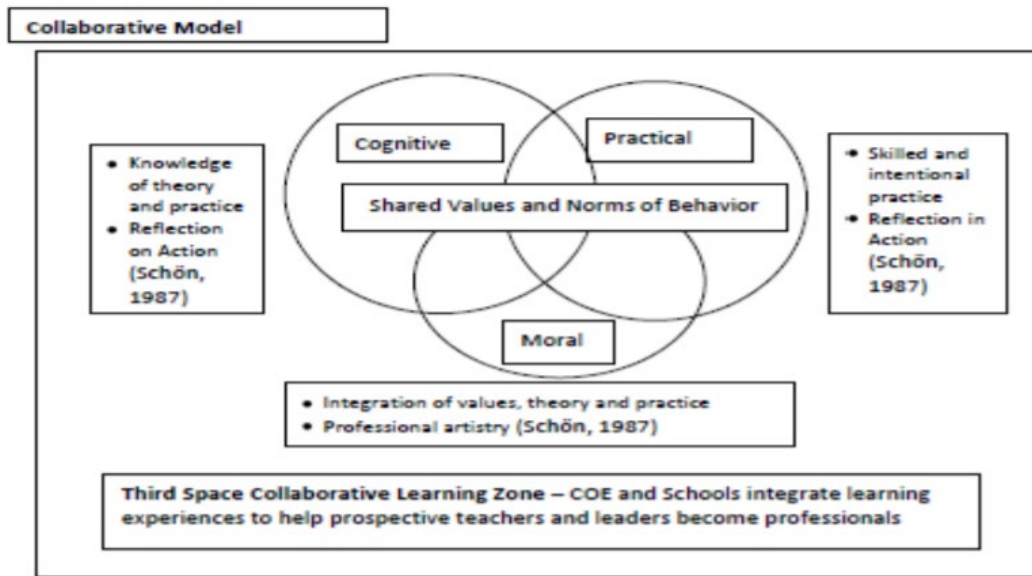 Collaborative Model
Cognitive
Practical
• Knowledge
of theory
and practice
• Reflection
on Action
(Schön,
1987)
Shared Values and Norms of Behavior
• Skilled and
intentional
practice
• Reflection in
Action
(Schön,
1987)
Moral
• Integration of values, theory and practice
• Professional artistry (Schön, 1987)
Third Space Collaborative Learning Zone – COE and Schools integrate learning
experiences to help prospective teachers and leaders become professionals